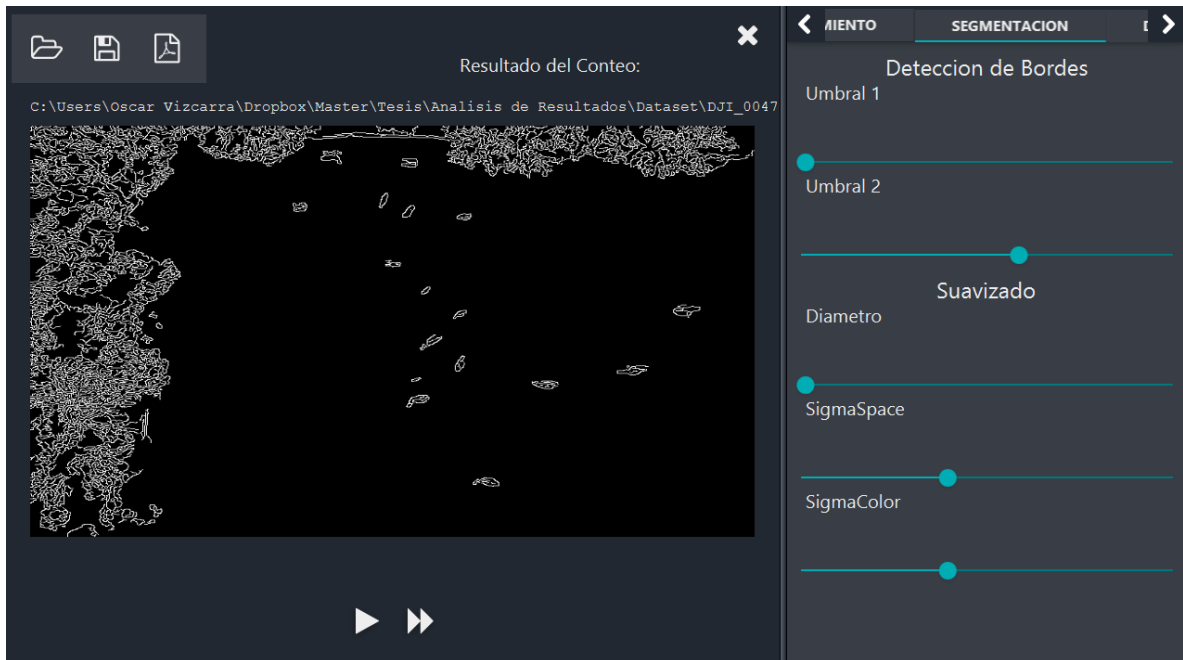 Resultado del Conteo:
C:\Users\Oscar Vizcarra\Dropbox\Master\Tesis\Analisis de Resultados\Dataset\DJI_0047
MIENTO SEGMENTACION D
Deteccion de Bordes
Umbral 1
Umbral 2
Suavizado
Diametro
SigmaSpace
SigmaColor